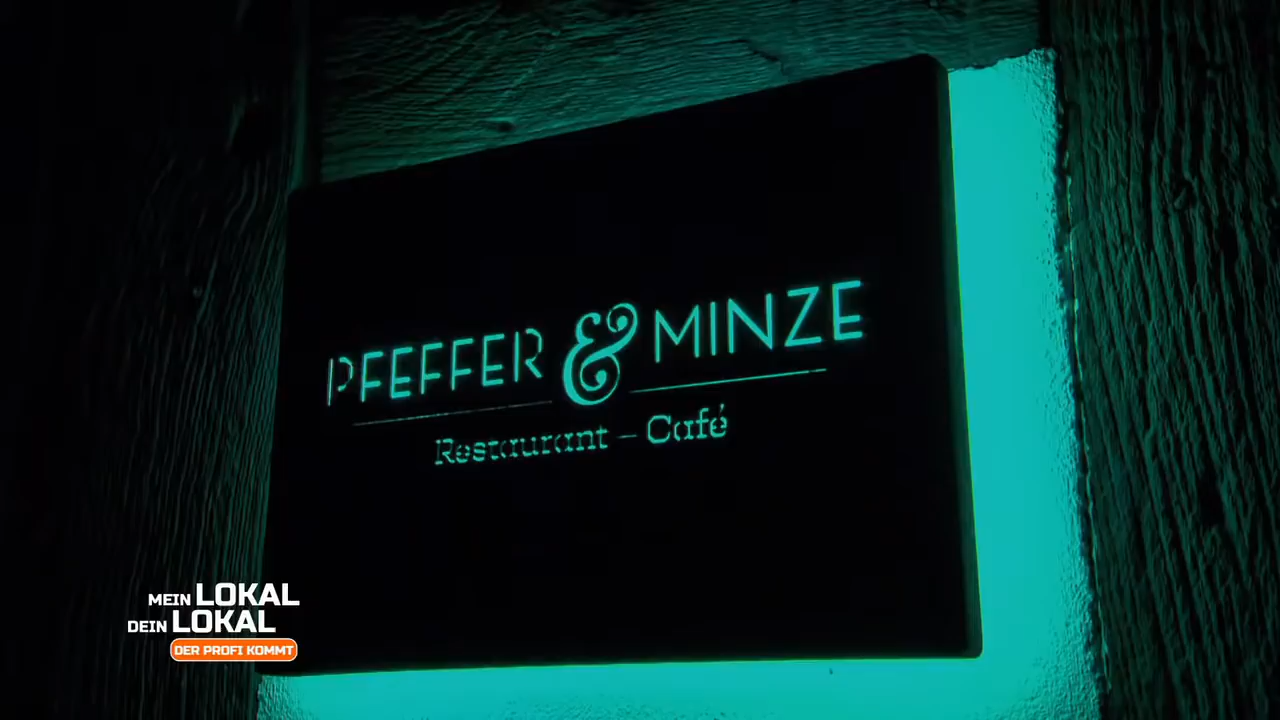 PFEFFER & MINZE
Restaurant – Café
MEIN LOKAL
DEIN LOKAL
DER PROFI KOMMT